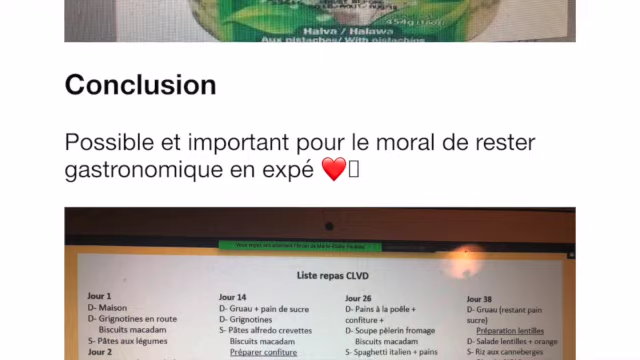 454g (16oz)
Halva / Halawa
Aux pistaches / With pistachios
Conclusion
Possible et important pour le moral de rester
gastronomique en expé ❤️
Liste repas CLVD
Jour 1
D- Maison
D- Grignotines en route
Biscuits macadam
S- Pâtes aux légumes
Jour 2
Jour 14
D- Gruau + pain de sucre
D- Grignotines
S- Pâtes alfredo crevettes
Biscuits macadam
Préparer confiture
Jour 26
D- Pains à la poêle +
confiture +
D- Soupe pèlerin fromage
Biscuits macadam
S- Spaghetti italien + pains
Jour 38
D- Gruau (restant pain
sucre)
Préparation lentilles
D- Salade lentilles + orange
S- Riz aux canneberges